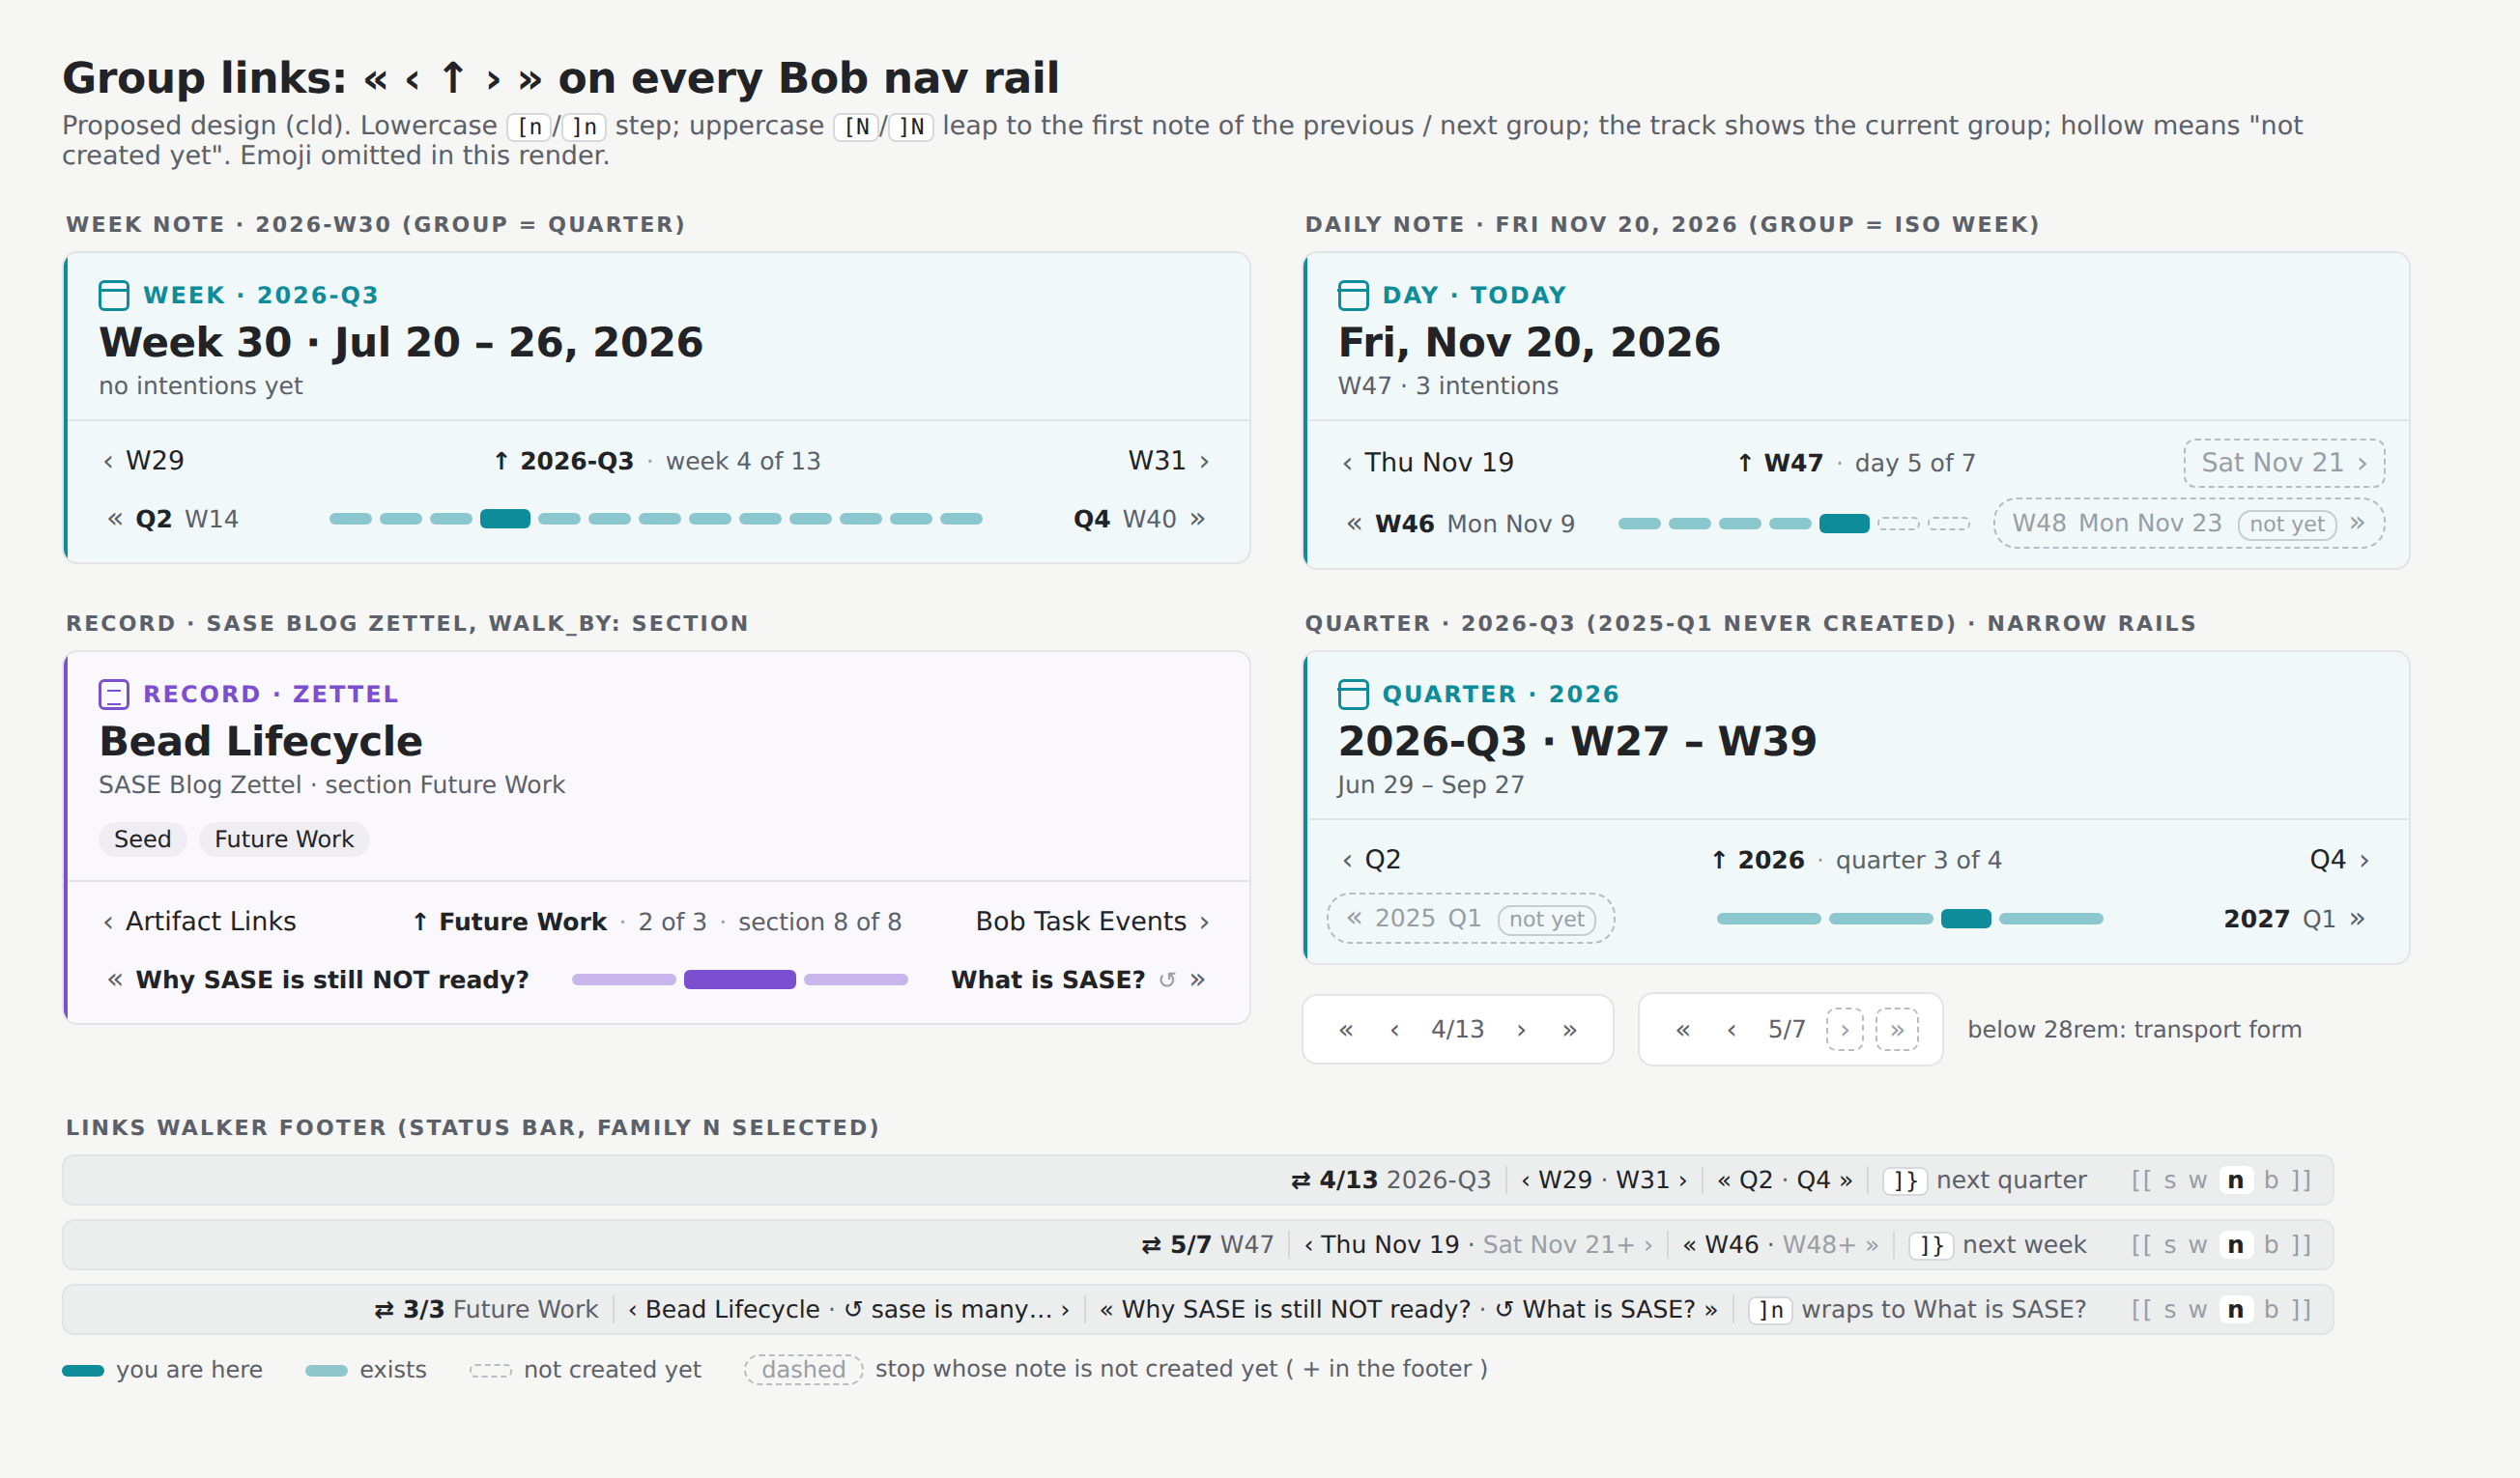 Group links: « ‹ ↑ › » on every Bob nav rail
Proposed design (cld). Lowercase [n/]n step; uppercase [N/]N leap to the first note of the previous / next group; the track shows the current group; hollow means "not
created yet". Emoji omitted in this render.
WEEK NOTE · 2026-W30 (GROUP = QUARTER)
WEEK · 2026-Q3
Week 30 · Jul 20 – 26, 2026
no intentions yet
‹ W29 ↑ 2026-Q3 · week 4 of 13 W31 ›
« Q2 W14 Q4 W40 »
DAILY NOTE · FRI NOV 20, 2026 (GROUP = ISO WEEK)
DAY · TODAY
Fri, Nov 20, 2026
W47 · 3 intentions
‹ Thu Nov 19 ↑ W47 · day 5 of 7 Sat Nov 21 ›
« W46 Mon Nov 9 W48 Mon Nov 23 not yet »
RECORD · SASE BLOG ZETTEL, WALK_BY: SECTION
RECORD · ZETTEL
Bead Lifecycle
SASE Blog Zettel · section Future Work
Seed Future Work
‹ Artifact Links ↑ Future Work · 2 of 3 · section 8 of 8 Bob Task Events ›
« Why SASE is still NOT ready? What is SASE? ↺ »
QUARTER · 2026-Q3 (2025-Q1 NEVER CREATED) · NARROW RAILS
QUARTER · 2026
2026-Q3 · W27 – W39
Jun 29 – Sep 27
‹ Q2 ↑ 2026 · quarter 3 of 4 Q4 ›
« 2025 Q1 not yet 2027 Q1 »
« ‹ 4/13 › » « ‹ 5/7 › » below 28rem: transport form
LINKS WALKER FOOTER (STATUS BAR, FAMILY N SELECTED)
⇄ 4/13 2026-Q3 ‹ W29 · W31 › « Q2 · Q4 » ]} next quarter [[ s w n b ]]
⇄ 5/7 W47 ‹ Thu Nov 19 · Sat Nov 21+ › « W46 · W48+ » ]} next week [[ s w n b ]]
⇄ 3/3 Future Work ‹ Bead Lifecycle · ↺ sase is many… › « Why SASE is still NOT ready? · ↺ What is SASE? » ]n wraps to What is SASE? [[ s w n b ]]
you are here exists not created yet dashed stop whose note is not created yet ( + in the footer )